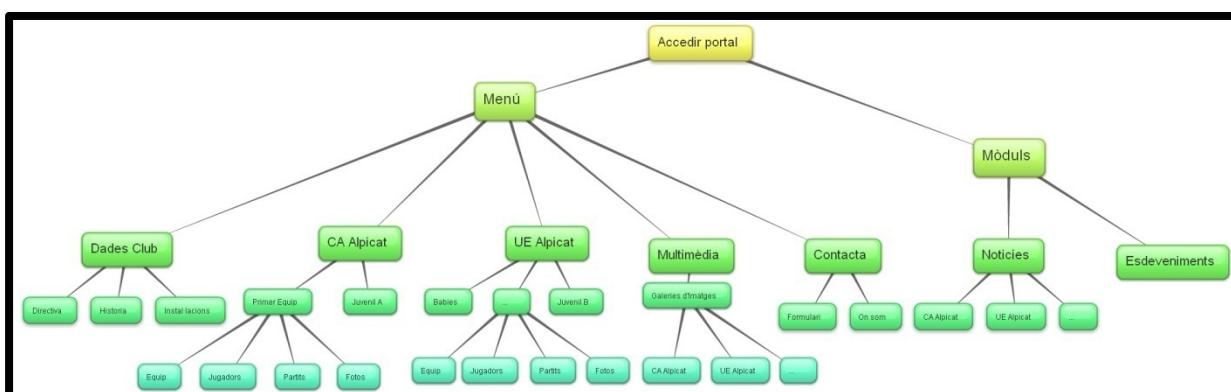 Accedir portal
Menú
Mòduls
Dades Club
CA Alpicat
UE Alpicat
Multimèdia
Contacta
Noticies
Esdeveniments
Directiva
Historia
Instal·lacions
Primer Equip
Juvenil A
Babies
...
Juvenil B
Galeries d'Imatges
Formulari
On som
CA Alpicat
UE Alpicat
...
Equip
Jugadors
Partits
Fotos
Equip
Jugadors
Partits
Fotos
CA Alpicat
UE Alpicat
...